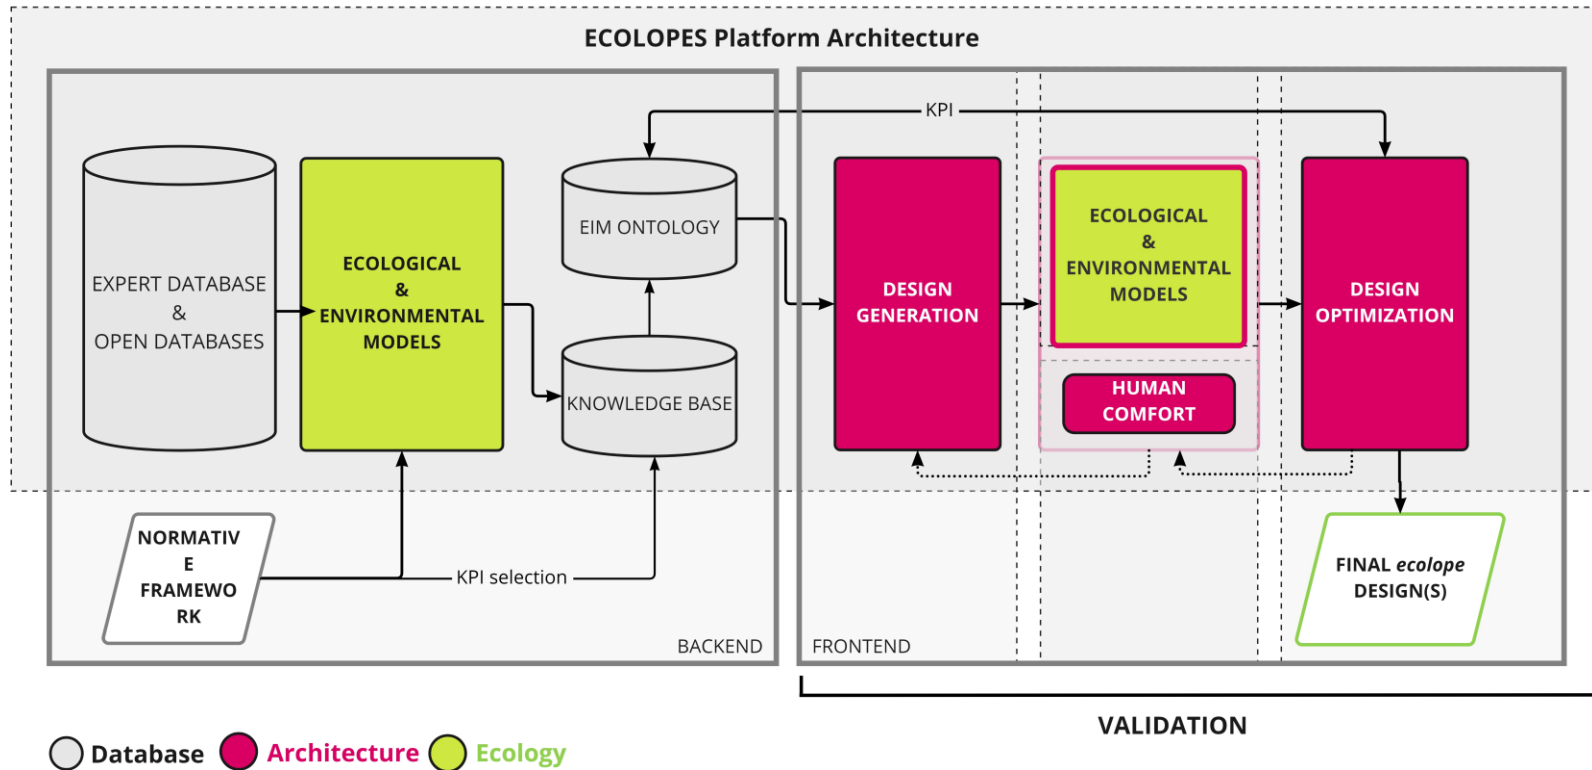 ECOLOPES Platform Architecture
KPI
EXPERT DATABASE
&
OPEN DATABASES
ECOLOGICAL
&
ENVIRONMENTAL
MODELS
EIM ONTOLOGY
KNOWLEDGE BASE
DESIGN
GENERATION
ECOLOGICAL
&
ENVIRONMENTAL
MODELS
HUMAN
COMFORT
DESIGN
OPTIMIZATION
NORMATIV
E
FRAMEWO
RK
KPI selection
BACKEND
FRONTEND
FINAL ecolope
DESIGN(S)
VALIDATION
Database
Architecture
Ecology